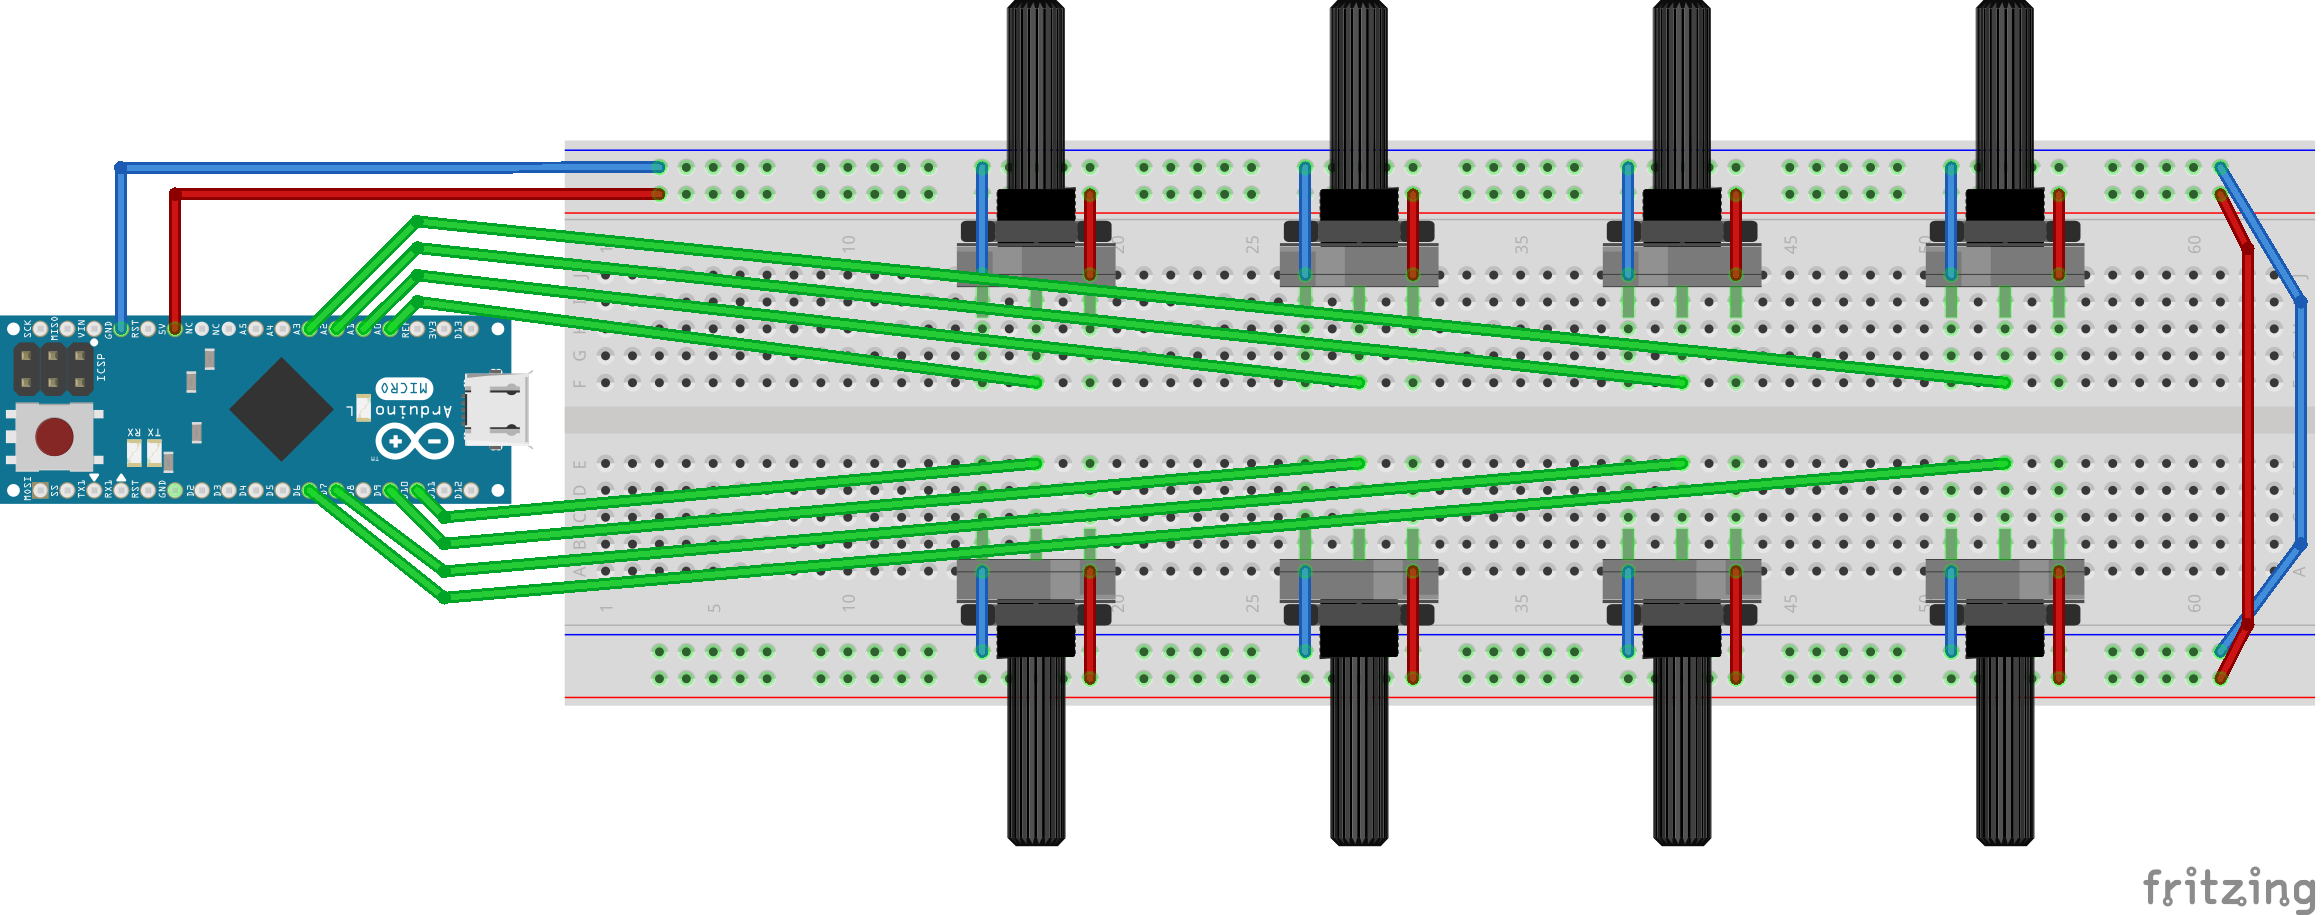 SCK MISO VIN GND RST 5V NC NC A5 A4 A3 A2 A1 A0 REF 3V3 D13
ICSP
MICRO
Arduino
L
™
RX TX
MOSI SS TX1 RX1 RST GND D2 D3 D4 D5 D6 D7 D8 D9 D10 D11 D12
1 10 20 25 35 45 50 60
J
J
G
F
E
D
C
B
A
A
1 5 10 20 25 35 45 50 60
fritzing